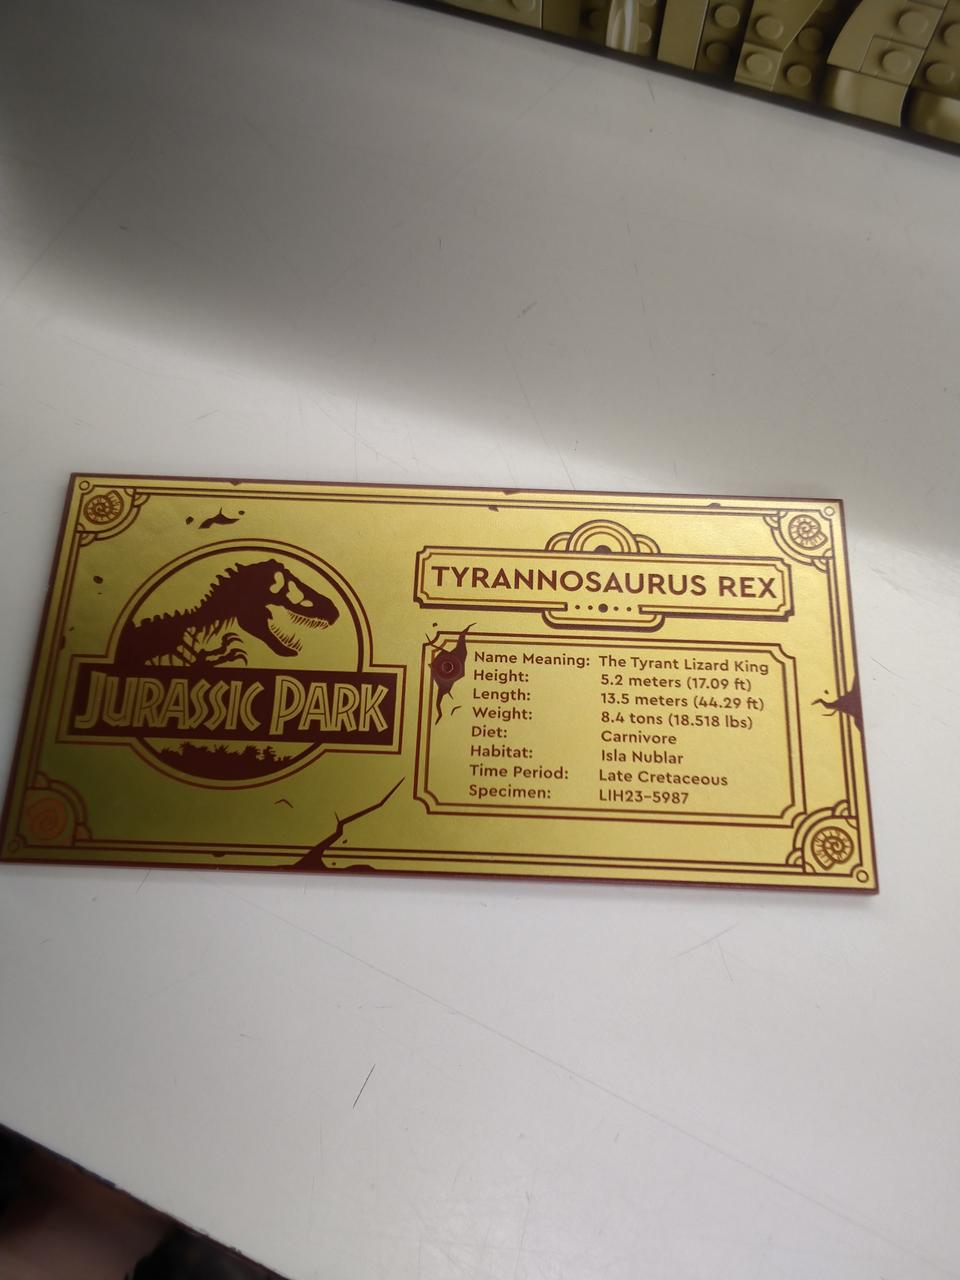 JURASSIC PARK
TYRANNOSAURUS REX
Name Meaning: The Tyrant Lizard King
Height: 5.2 meters (17.09 ft)
Length: 13.5 meters (44.29 ft)
Weight: 8.4 tons (18.518 lbs)
Diet: Carnivore
Habitat: Isla Nublar
Time Period: Late Cretaceous
Specimen: LIH23-5987